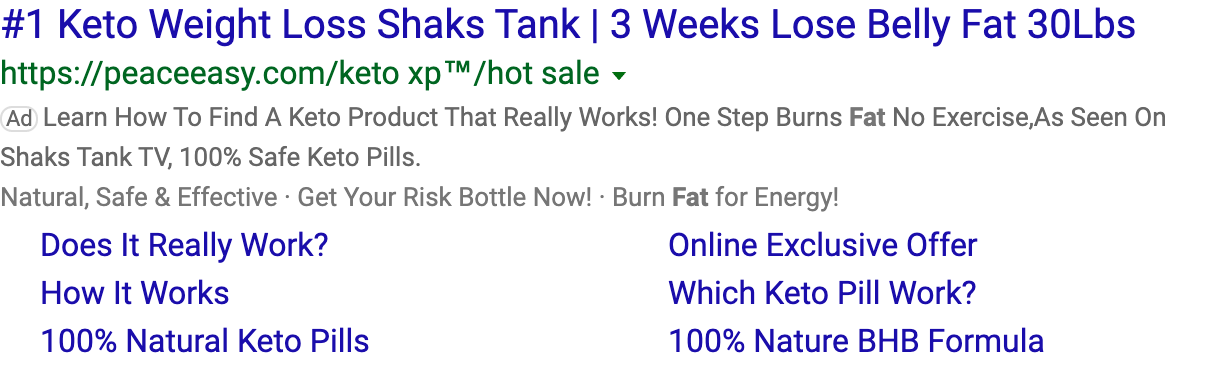 #1 Keto Weight Loss Shaks Tank | 3 Weeks Lose Belly Fat 30Lbs
https://peaceeasy.com/keto xp™/hot sale
Ad Learn How To Find A Keto Product That Really Works! One Step Burns Fat No Exercise,As Seen On
Shaks Tank TV, 100% Safe Keto Pills.
Natural, Safe & Effective · Get Your Risk Bottle Now! · Burn Fat for Energy!
Does It Really Work?
Online Exclusive Offer
How It Works
Which Keto Pill Work?
100% Natural Keto Pills
100% Nature BHB Formula